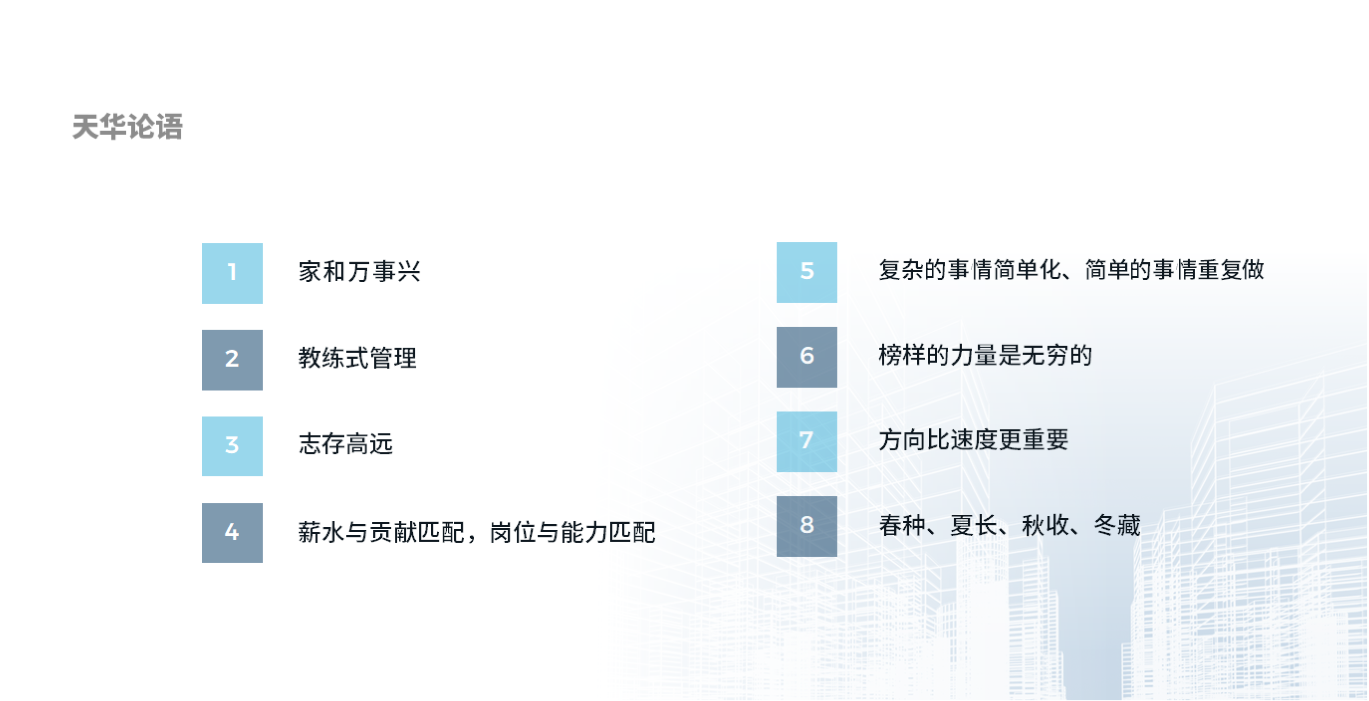 天华论语
1 家和万事兴
2 教练式管理
3 志存高远
4 薪水与贡献匹配，岗位与能力匹配
5 复杂的事情简单化、简单的事情重复做
6 榜样的力量是无穷的
7 方向比速度更重要
8 春种、夏长、秋收、冬藏